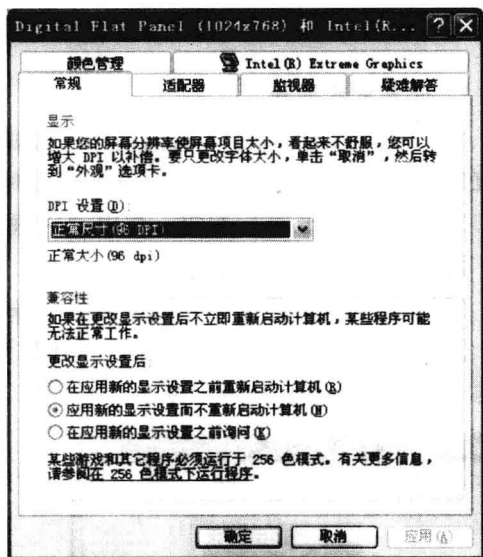 Digital Flat Panel (1024x768) 和 Intel(R...
颜色管理
Intel(R) Extreme Graphics
常规
适配器
监视器
疑难解答
显示
如果您的屏幕分辨率使屏幕项目太小，看起来不舒服，您可以
增大 DPI 以补偿。要只更改字体大小，单击“取消”，然后转
到“外观”选项卡。
DPI 设置(D):
正常尺寸(96 DPI)
正常大小(96 dpi)
兼容性
如果在更改显示设置后不立即重新启动计算机，某些程序可能
无法正常工作。
更改显示设置后:
在应用新的显示设置之前重新启动计算机(R)
应用新的显示设置而不重新启动计算机(N)
在应用新的显示设置之前询问(K)
某些游戏和其它程序必须运行于 256 色模式。有关更多信息，
请参阅在 256 色模式下运行程序。
确定
取消
应用(A)